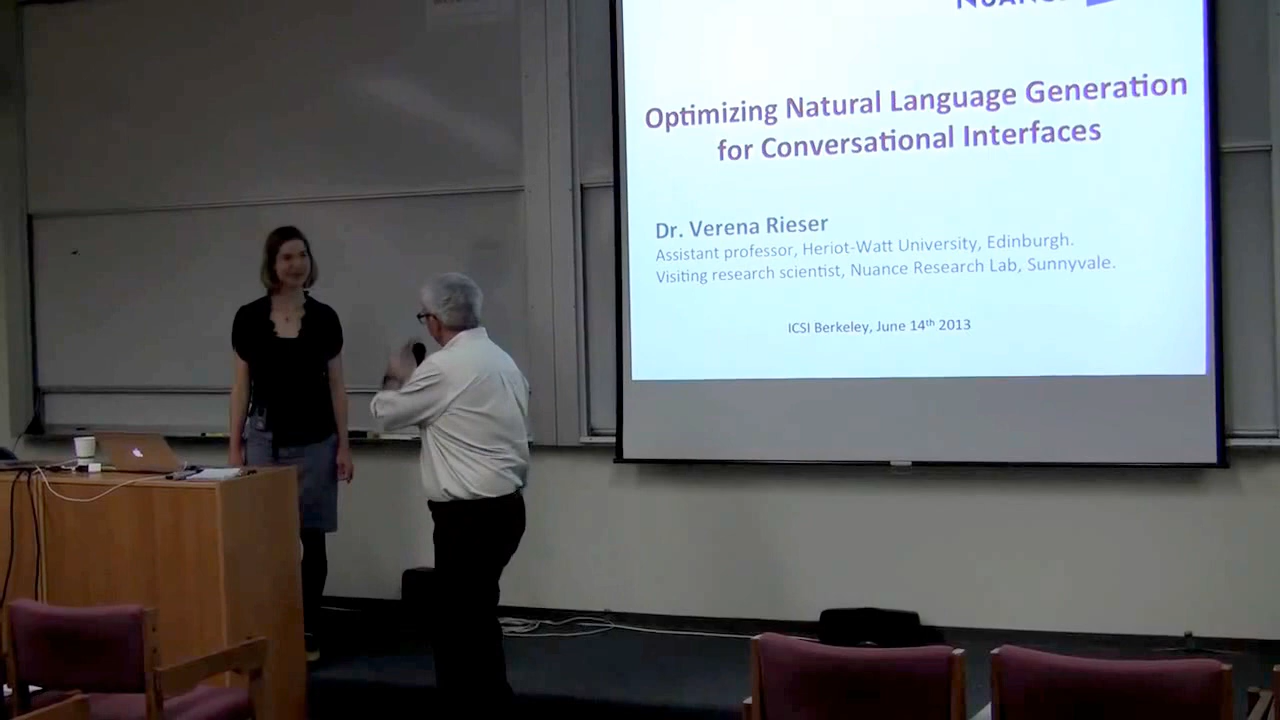 Optimizing Natural Language Generation
for Conversational Interfaces
Dr. Verena Rieser
Assistant professor, Heriot-Watt University, Edinburgh.
Visiting research scientist, Nuance Research Lab, Sunnyvale.
ICSI Berkeley, June 14th 2013